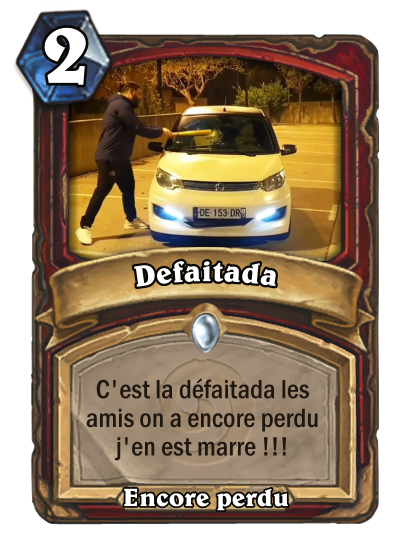 2
DE-153-DR
Defaitada
C'est la défaitada les
amis on a encore perdu
j'en est marre !!!
Encore perdu